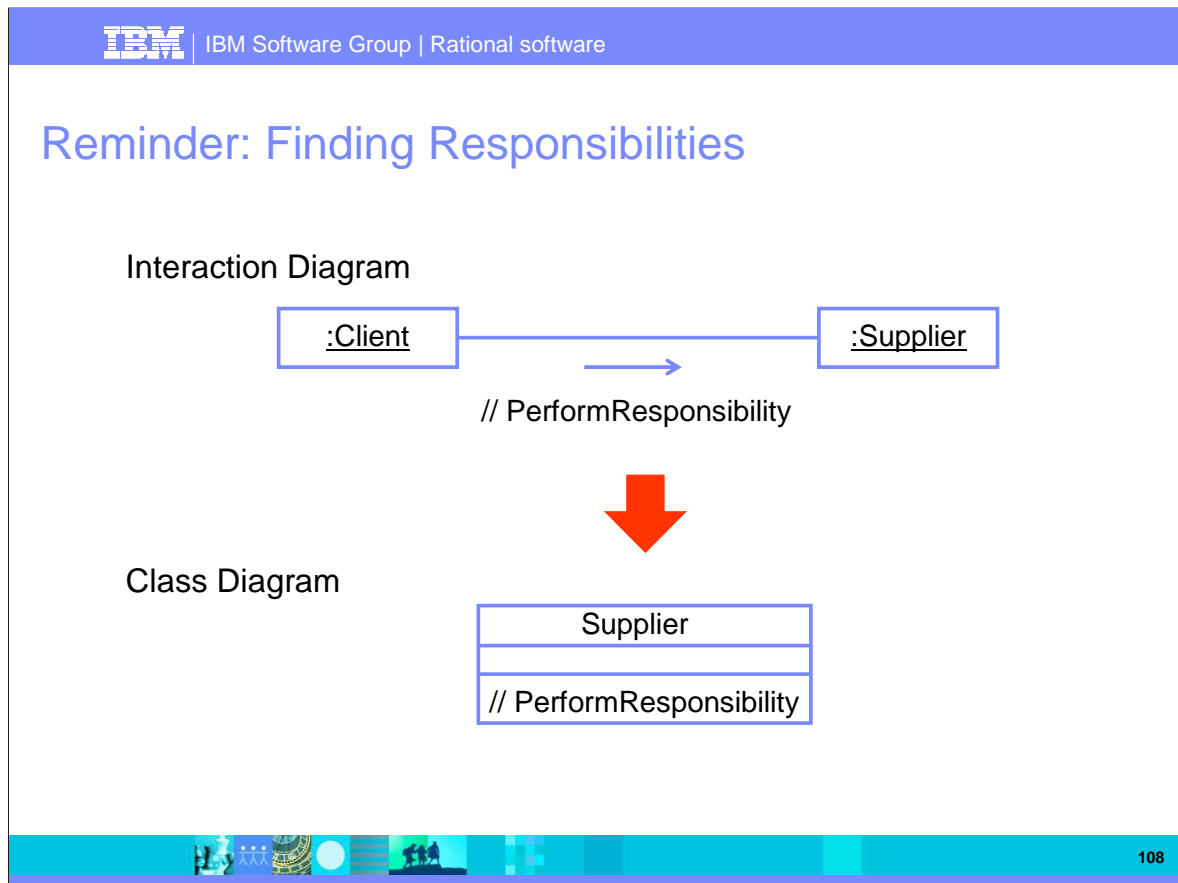 IBM | IBM Software Group | Rational software
Reminder: Finding Responsibilities
Interaction Diagram
:Client
:Supplier
// PerformResponsibility
Class Diagram
Supplier
// PerformResponsibility
108